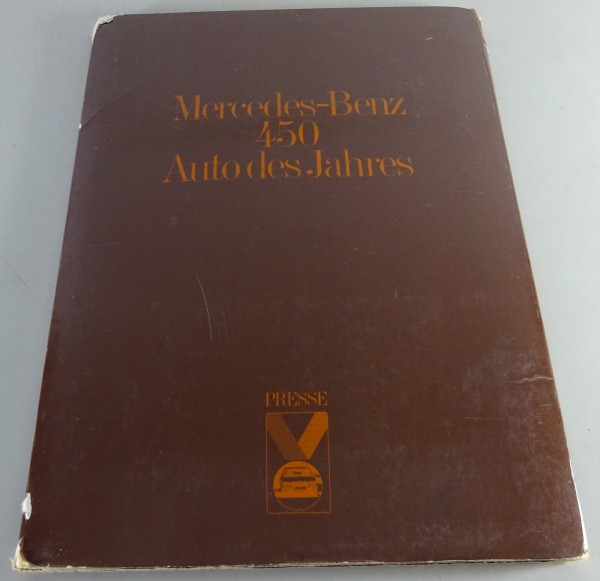 Mercedes-Benz
450
Auto des Jahres
PRESSE